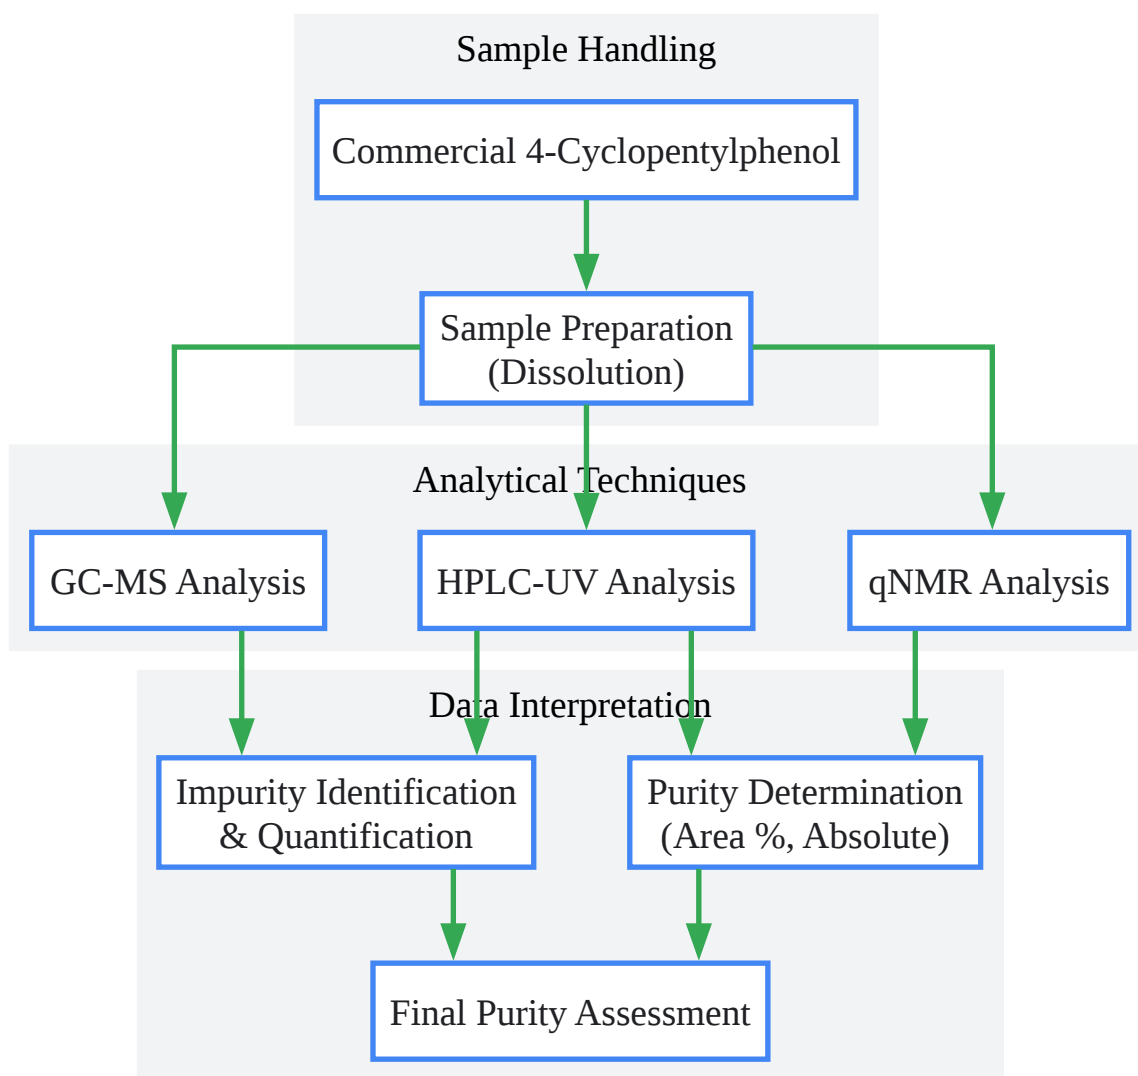 Sample Handling
Commercial 4-Cyclopentylphenol
Sample Preparation
(Dissolution)
Analytical Techniques
GC-MS Analysis
HPLC-UV Analysis
qNMR Analysis
Data Interpretation
Impurity Identification
& Quantification
Purity Determination
(Area %, Absolute)
Final Purity Assessment